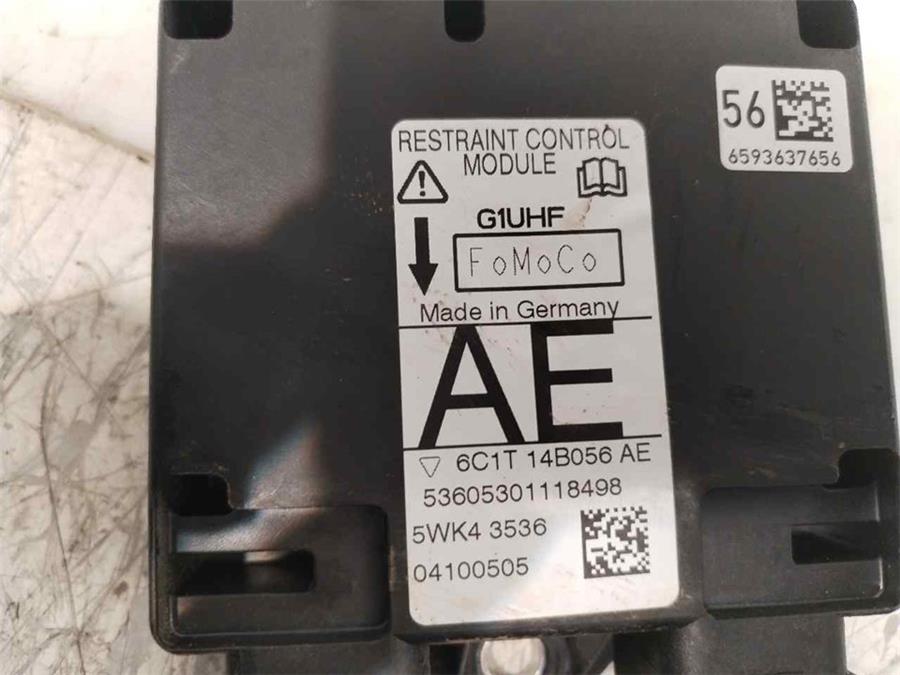 56
6593637656
RESTRAINT CONTROL
MODULE
G1UHF
FoMoCo
Made in Germany
AE
6C1T 14B056 AE
53605301118498
5WK4 3536
04100505